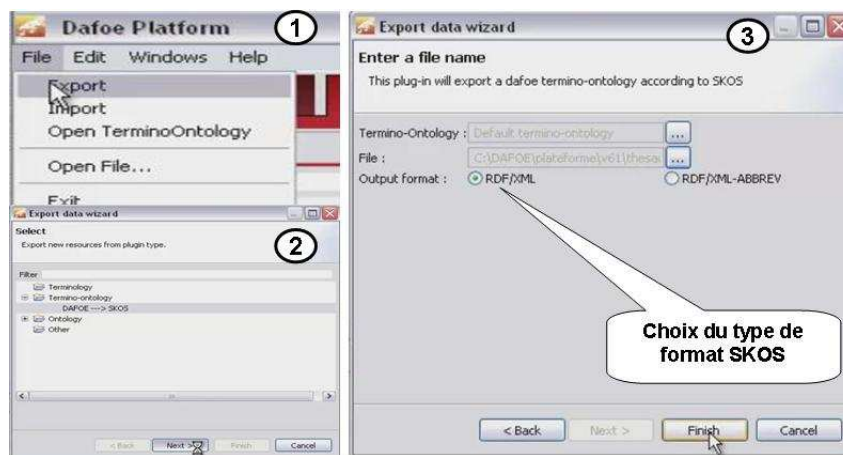 Dafoe Platform
1
File Edit Windows Help
Export
Import
Open TerminoOntology
Open File...
Exit
Export data wizard
2
Select
Export new resources from plugin type.
Filter
Terminology
Termino-ontology
DAFOE ---> SKOS
Ontology
Other
< Back Next > Finish Cancel
Export data wizard
3
Enter a file name
This plug-in will export a dafoe termino-ontology according to SKOS
Termino-Ontology : Default termino-ontology ...
File : C:\DAFOE\plateforme\v61\thesau ...
Output format : RDF/XML RDF/XML-ABBREV
Choix du type de
format SKOS
< Back Next > Finish Cancel